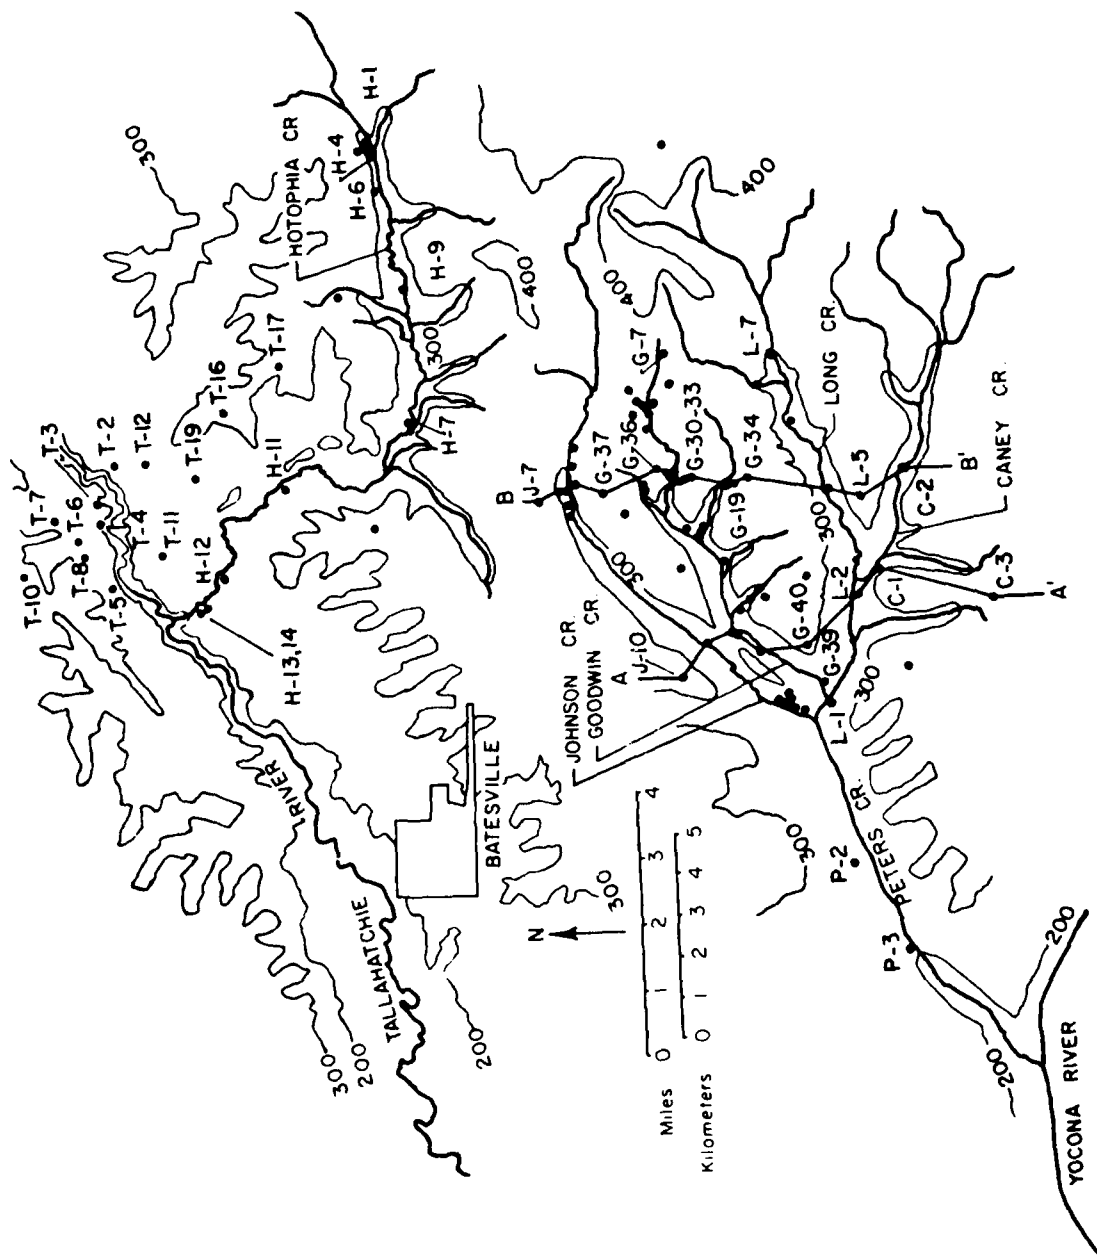 T-3
T-7
T-6
T-10
T-8
T-5
T-2
T-4
T-12
T-11
T-19
T-16
T-17
300
HOTOPHIA CR
H-4
H-1
H-6
H-9
400
300
H-7
H-11
H-12
H-13,14
TALLAHATCHIE
RIVER
300
200
200
BATESVILLE
300
N
Miles
0 1 2 3 4
Kilometers
0 1 2 3 4 5
B
J-7
G-37
G-36
G-7
G-30-33
G-34
G-19
G-40
G-39
400
400
400
L-7
LONG CR.
L-5
B'
CANEY CR.
C-2
300
L-2
C-1
C-3
A'
300
JOHNSON CR.
GOODWIN CR.
A
J-10
L-1
300
300
PETERS CR.
P-2
P-3
200
200
YOCONA RIVER